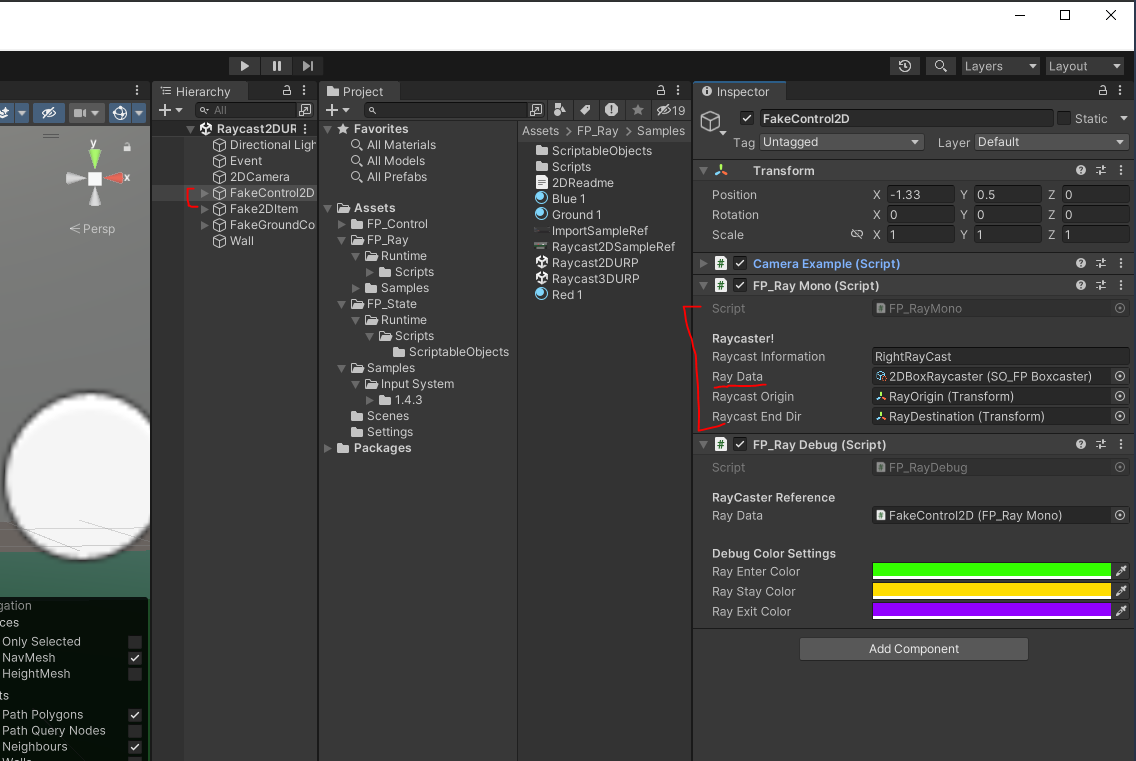 Layers
Layout
Hierarchy
All
Raycast2DUR
Directional Ligh
Event
2DCamera
FakeControl2D
Fake2DItem
FakeGroundCo
Wall
y
x
Persp
gation
ces
Only Selected
NavMesh
HeightMesh
ts
Path Polygons
Path Query Nodes
Neighbours
Project
19
Favorites
All Materials
All Models
All Prefabs
Assets
FP_Control
FP_Ray
Runtime
Scripts
Samples
FP_State
Runtime
Scripts
ScriptableObjects
Samples
Input System
1.4.3
Scenes
Settings
Packages
Assets > FP_Ray > Samples
ScriptableObjects
Scripts
2DReadme
Blue 1
Ground 1
ImportSampleRef
Raycast2DSampleRef
Raycast2DURP
Raycast3DURP
Red 1
Inspector
FakeControl2D
Static
Tag Untagged Layer Default
Transform
Position X -1.33 Y 0.5 Z 0
Rotation X 0 Y 0 Z 0
Scale X 1 Y 1 Z 1
# Camera Example (Script)
# FP_Ray Mono (Script)
Script FP_RayMono
Raycaster!
Raycast Information RightRayCast
Ray Data 2DBoxRaycaster (SO_FP Boxcaster)
Raycast Origin RayOrigin (Transform)
Raycast End Dir RayDestination (Transform)
# FP_Ray Debug (Script)
Script FP_RayDebug
RayCaster Reference
Ray Data FakeControl2D (FP_Ray Mono)
Debug Color Settings
Ray Enter Color
Ray Stay Color
Ray Exit Color
Add Component